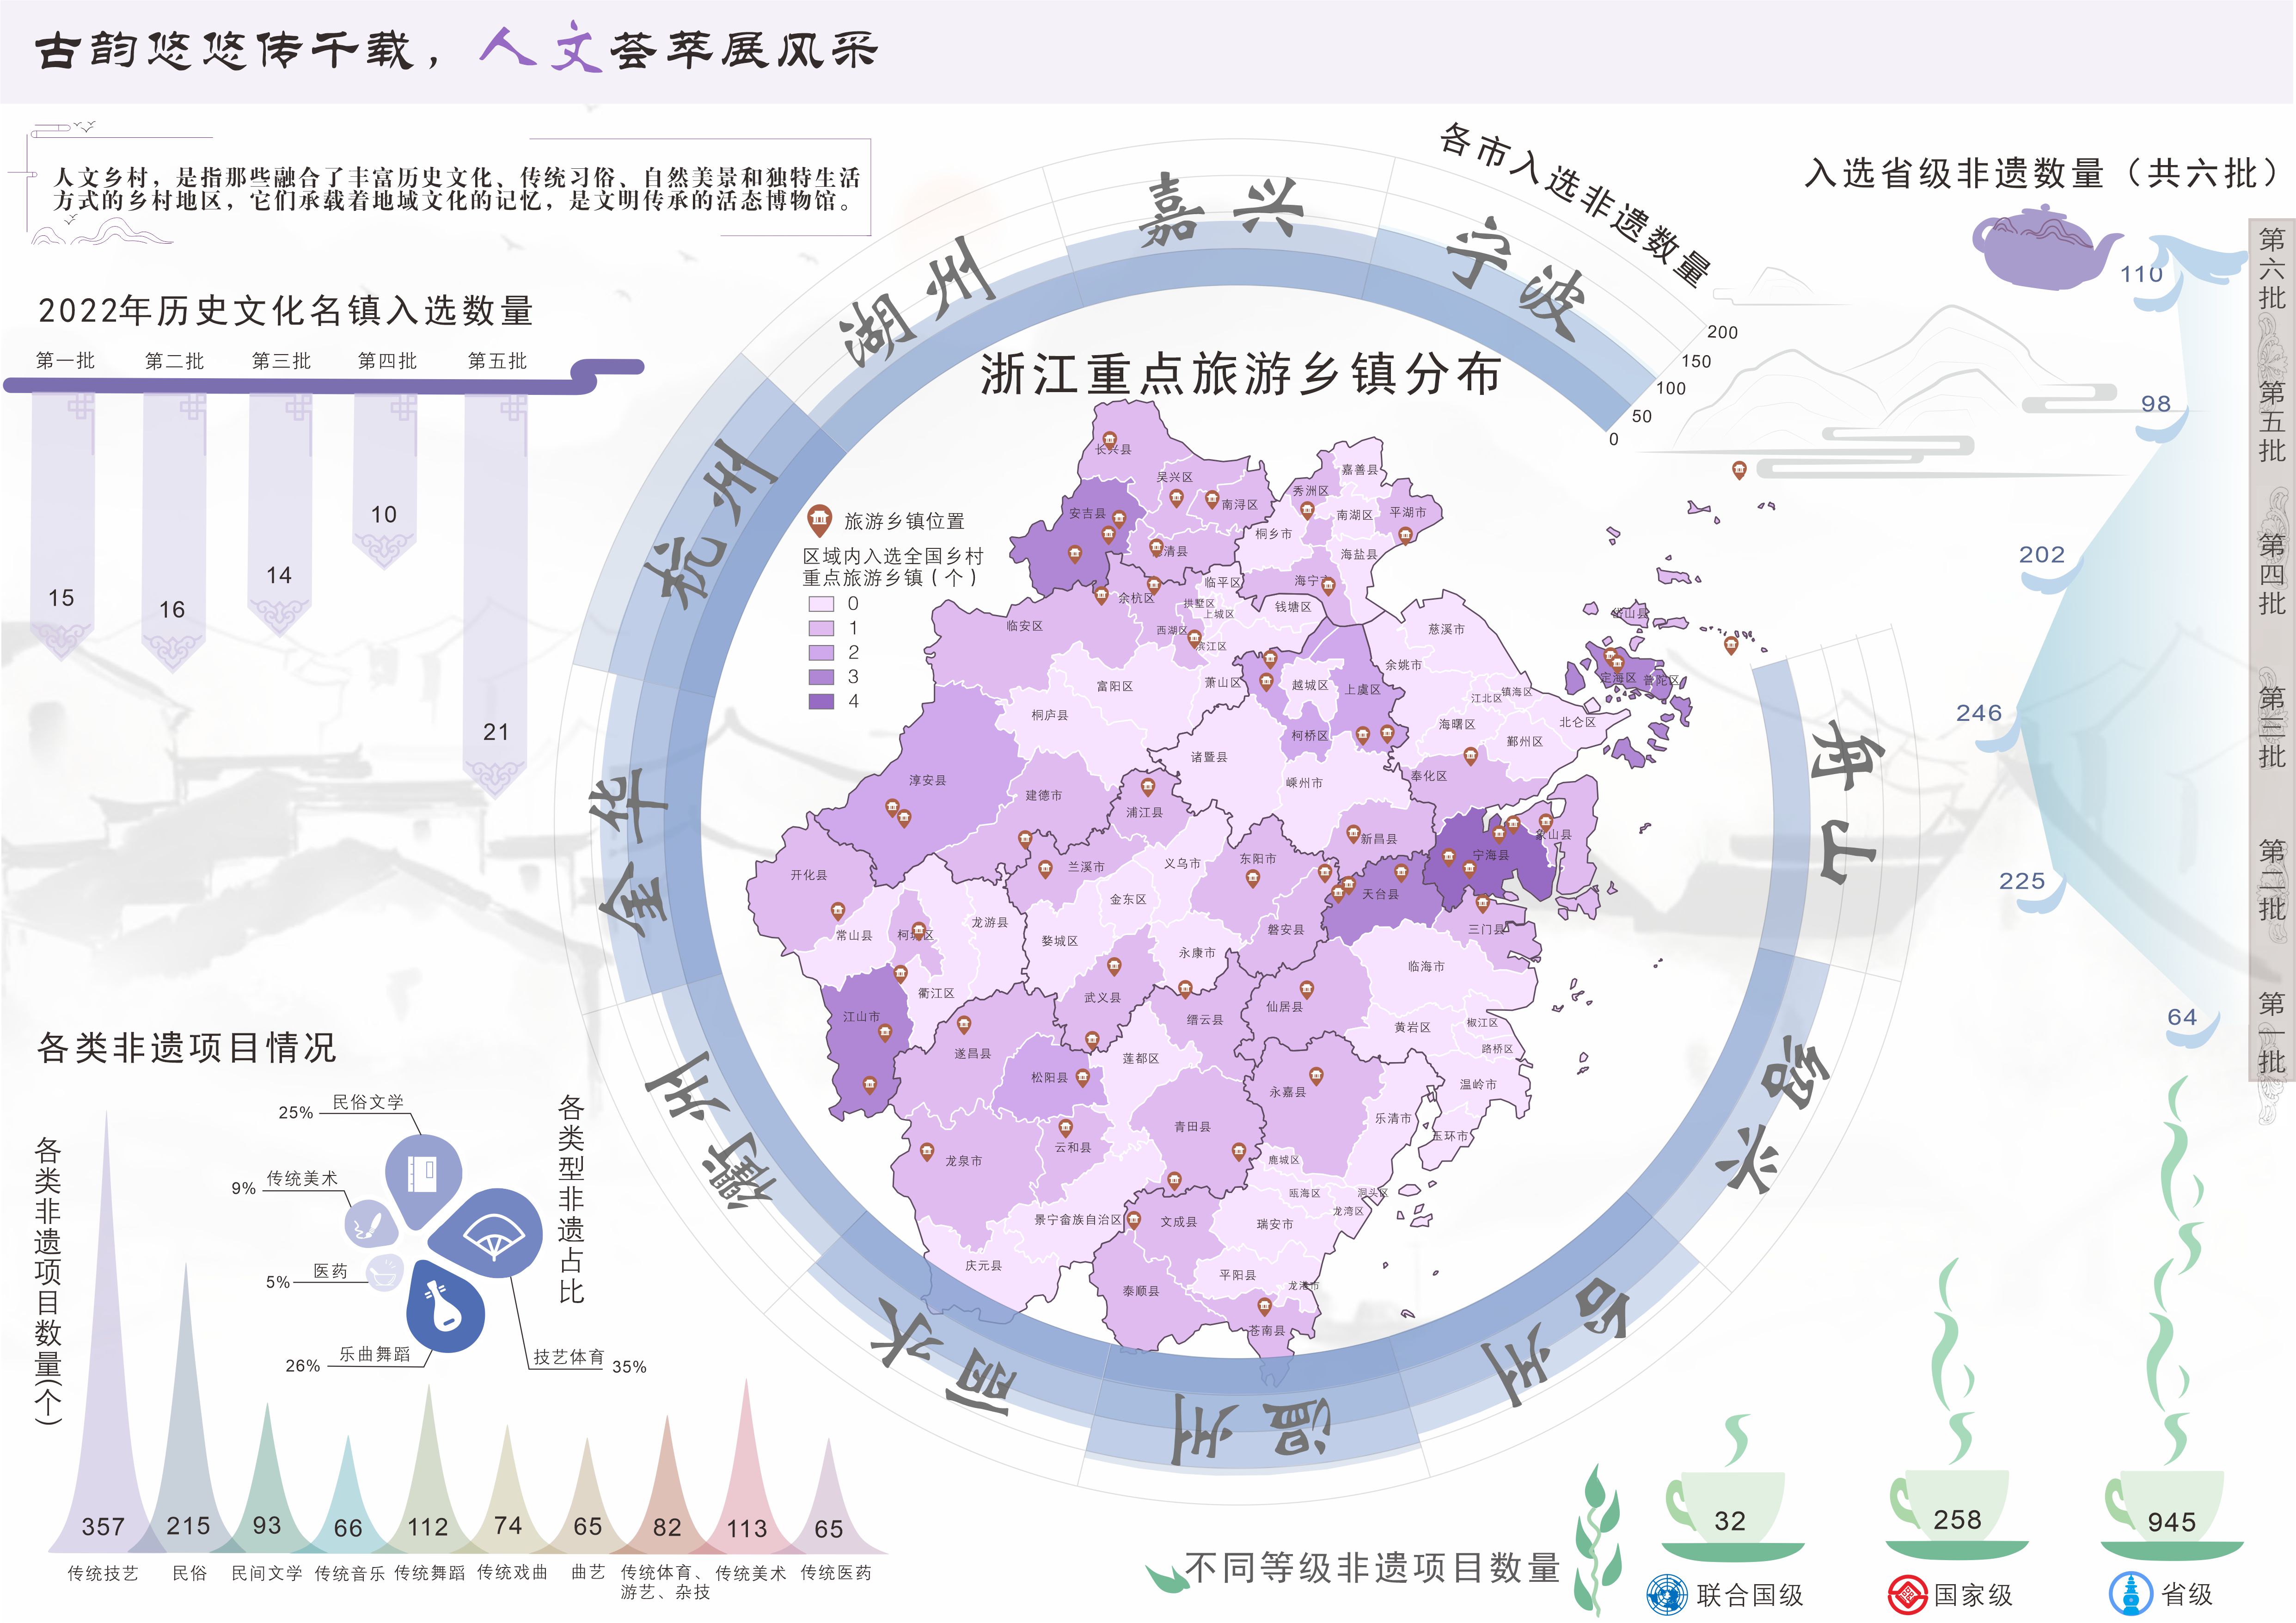 古韵悠悠传千载，人文荟萃展风采
人文乡村，是指那些融合了丰富历史文化、传统习俗、自然美景和独特生活
方式的乡村地区，它们承载着地域文化的记忆，是文明传承的活态博物馆。
2022年历史文化名镇入选数量
第一批 第二批 第三批 第四批 第五批
15
16
14
10
21
各类非遗项目情况
各类非遗项目数量（个）
各类型非遗占比
25% 民俗文学
9% 传统美术
5% 医药
26% 乐曲舞蹈
技艺体育 35%
357 215 93 66 112 74 65 82 113 65
传统技艺 民俗 民间文学 传统音乐 传统舞蹈 传统戏曲 曲艺 传统体育、 传统美术 传统医药
游艺、杂技
各市入选非遗数量
200
150
100
50
0
宁波
嘉兴
湖州
杭州
金华
衢州
丽水
温州
台州
绍兴
舟山
浙江重点旅游乡镇分布
旅游乡镇位置
区域内入选全国乡村
重点旅游乡镇（个）
0
1
2
3
4
长兴县
吴兴区
南浔区
安吉县
清县
秀洲区
嘉善县
南湖区
平湖市
桐乡市
海盐县
海宁市
临平区
余杭区
拱墅区
上城区
钱塘区
西湖区
滨江区
临安区
富阳区
萧山区
桐庐县
淳安县
建德市
越城区
上虞区
柯桥区
诸暨县
嵊州市
新昌县
慈溪市
余姚市
江北区
镇海区
海曙区
鄞州区
北仑区
奉化区
宁海县
象山县
岱山县
定海区
普陀区
浦江县
兰溪市
义乌市
东阳市
金东区
婺城区
永康市
武义县
磐安县
开化县
常山县
柯城区
龙游县
衢江区
江山市
天台县
三门县
临海市
仙居县
黄岩区
椒江区
路桥区
温岭市
玉环市
遂昌县
松阳县
莲都区
缙云县
云和县
青田县
龙泉市
景宁畲族自治区
庆元县
永嘉县
乐清市
鹿城区
瓯海区
洞头区
龙湾区
瑞安市
文成县
平阳县
龙港市
泰顺县
苍南县
入选省级非遗数量（共六批）
110
98
202
246
225
64
第六批
第五批
第四批
第三批
第二批
第一批
不同等级非遗项目数量
32
258
945
联合国级
国家级
省级